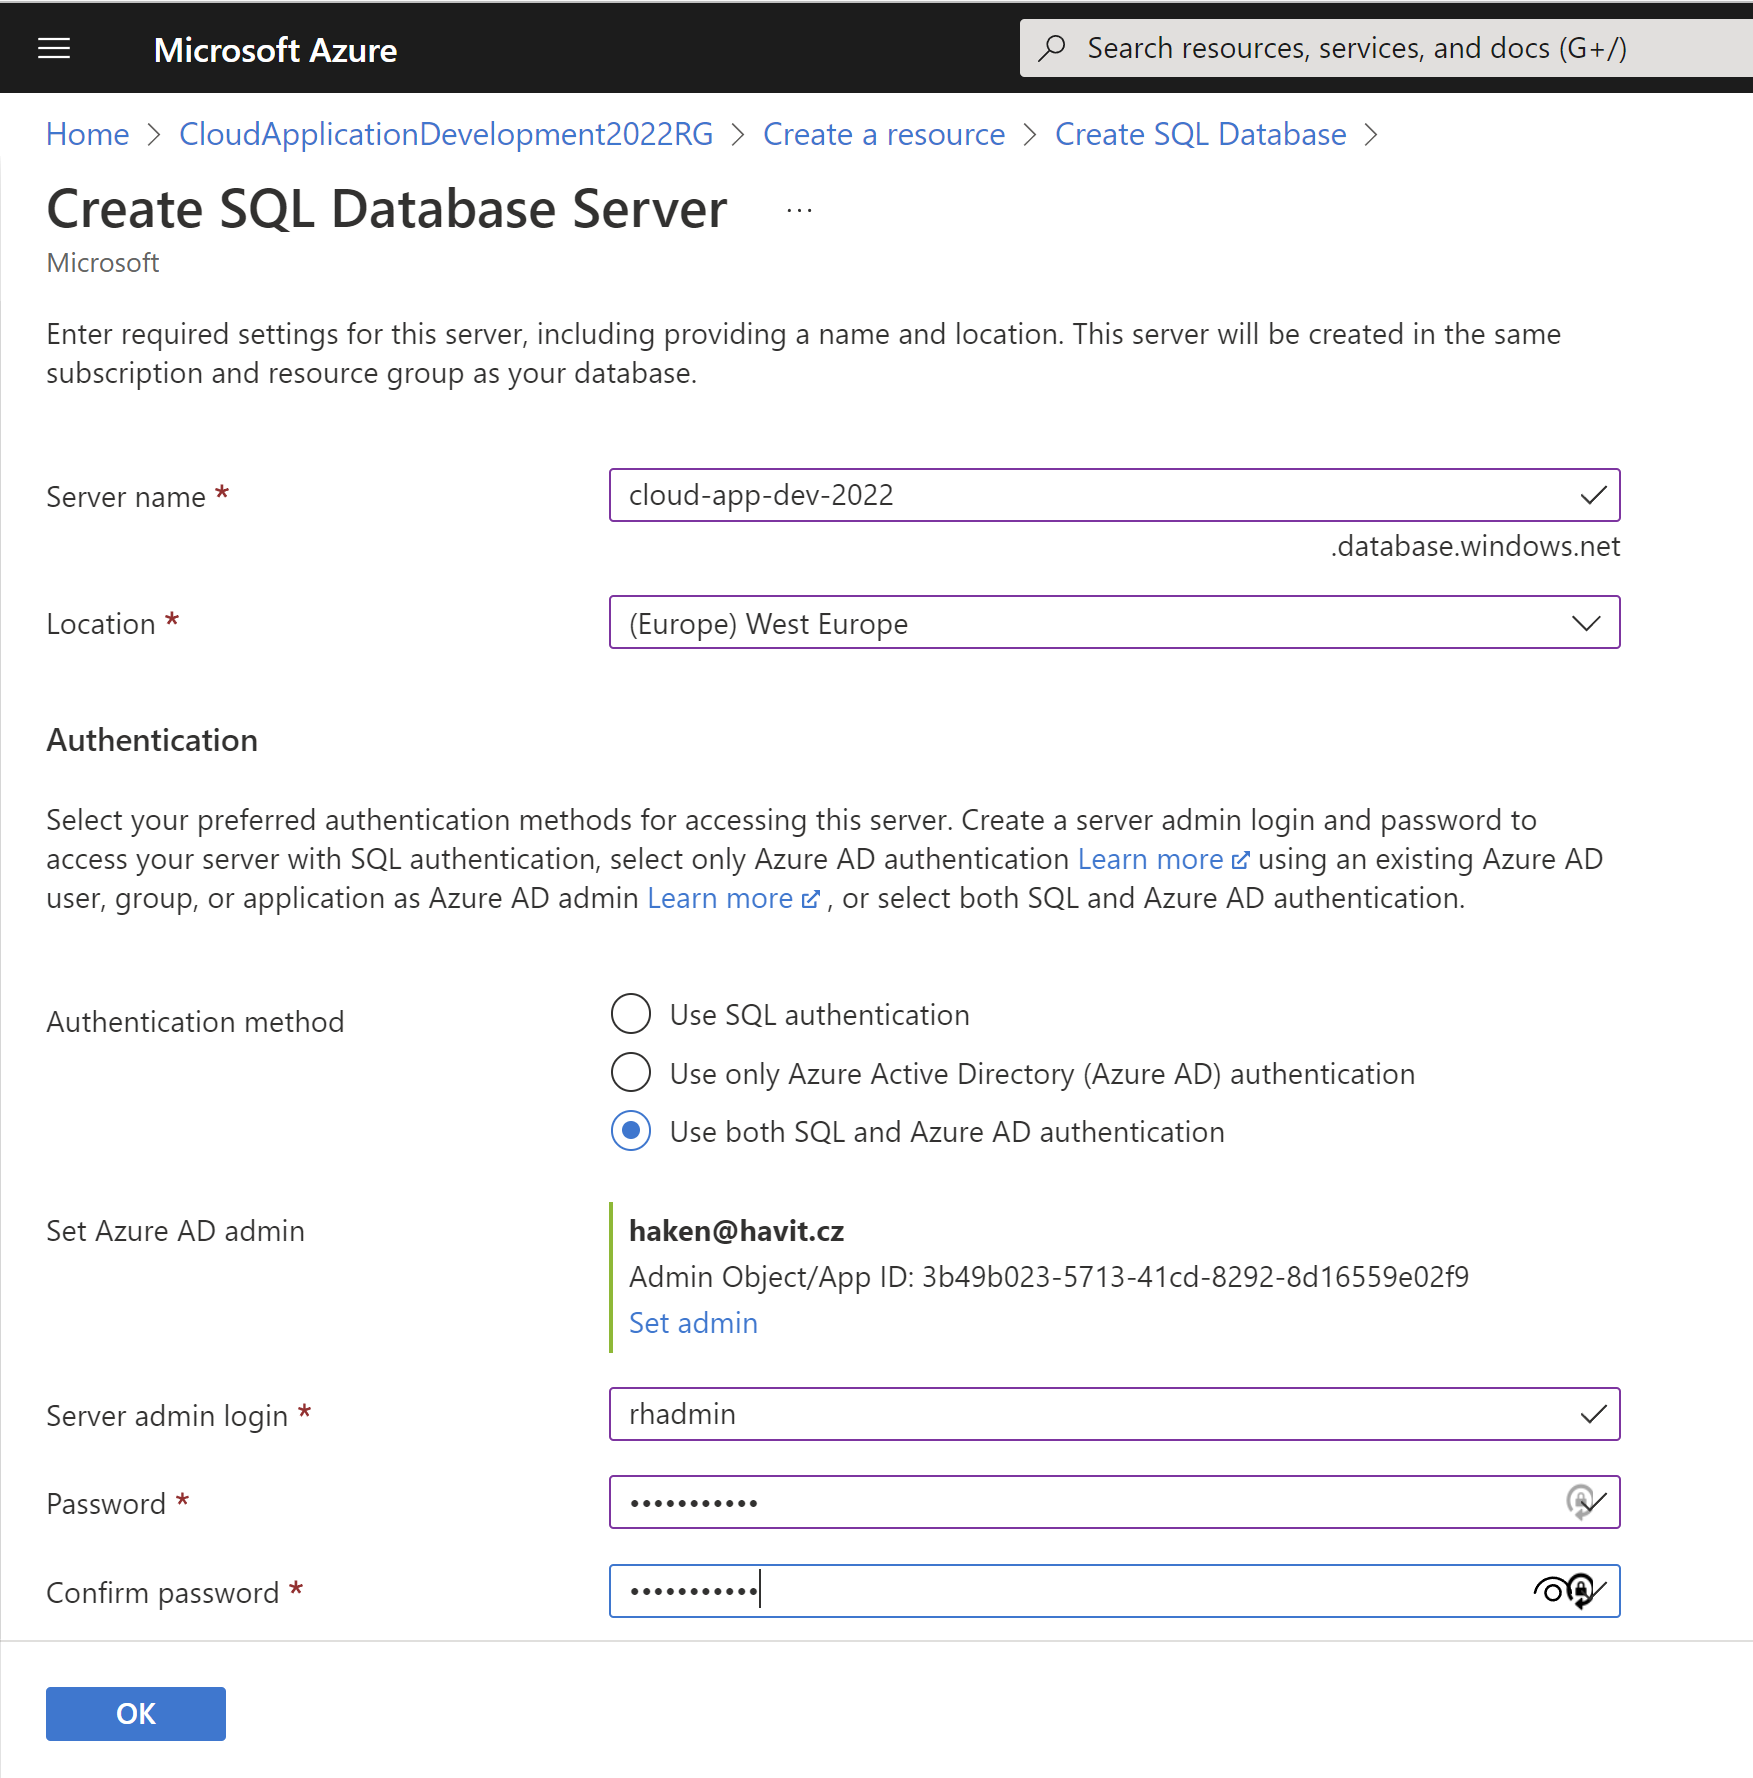 Microsoft Azure
Search resources, services, and docs (G+/)
Home > CloudApplicationDevelopment2022RG > Create a resource > Create SQL Database >
Create SQL Database Server ...
Microsoft
Enter required settings for this server, including providing a name and location. This server will be created in the same
subscription and resource group as your database.
Server name *
cloud-app-dev-2022
.database.windows.net
Location *
(Europe) West Europe
Authentication
Select your preferred authentication methods for accessing this server. Create a server admin login and password to
access your server with SQL authentication, select only Azure AD authentication Learn more using an existing Azure AD
user, group, or application as Azure AD admin Learn more , or select both SQL and Azure AD authentication.
Authentication method
Use SQL authentication
Use only Azure Active Directory (Azure AD) authentication
Use both SQL and Azure AD authentication
Set Azure AD admin
haken@havit.cz
Admin Object/App ID: 3b49b023-5713-41cd-8292-8d16559e02f9
Set admin
Server admin login *
rhadmin
Password *
•••••••••••
Confirm password *
•••••••••••
OK